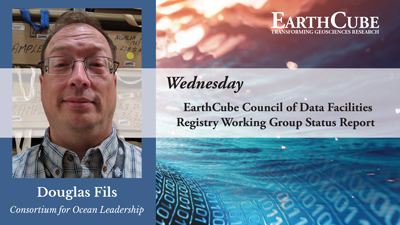 EARTHCUBE
TRANSFORMING GEOSCIENCES RESEARCH
Wednesday
EarthCube Council of Data Facilities
Registry Working Group Status Report
Douglas Fils
Consortium for Ocean Leadership